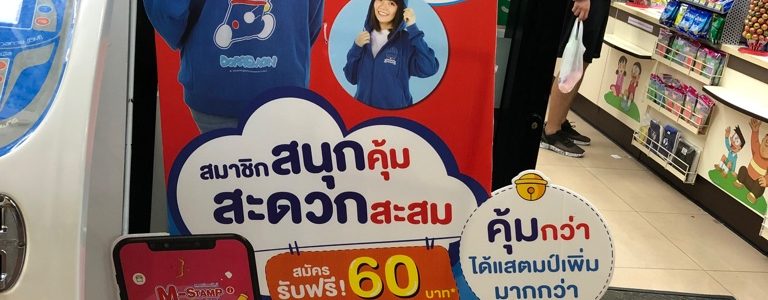 DORAEMON
สมาชิกสนุกคุ้ม
สะดวกสะสม
สมัคร
รับฟรี! 60 บาท*
คุ้มกว่า
ได้แสตมป์เพิ่ม
มากกว่า
M-STAMP